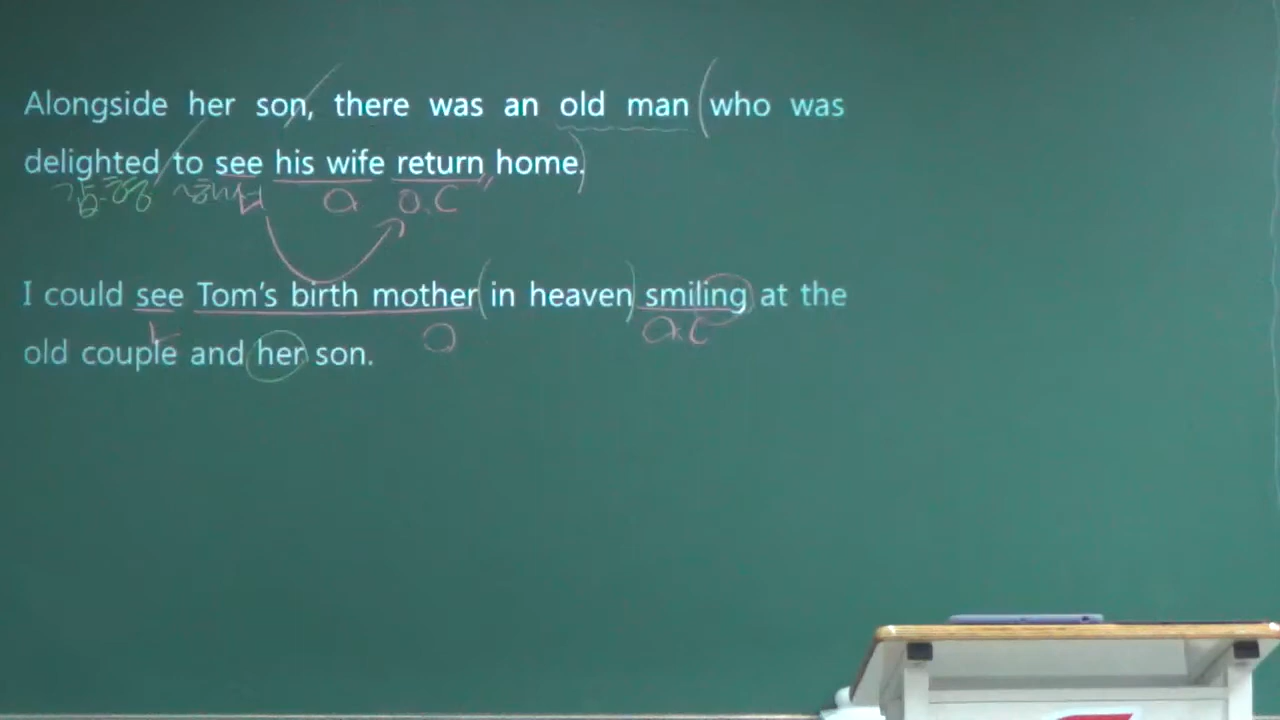 Alongside her son, there was an old man who was
delighted to see his wife return home.
v O O.C
I could see Tom's birth mother in heaven smiling at the
v O O.C
old couple and her son.